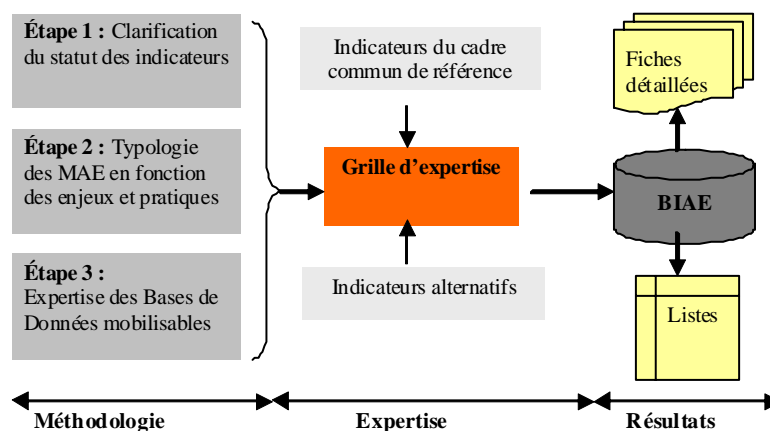 Étape 1 : Clarification
du statut des indicateurs
Étape 2 : Typologie
des MAE en fonction
des enjeux et pratiques
Étape 3 :
Expertise des Bases de
Données mobilisables
Indicateurs du cadre
commun de référence
Grille d'expertise
Indicateurs alternatifs
Fiches
détaillées
BIAE
Listes
Méthodologie
Expertise
Résultats